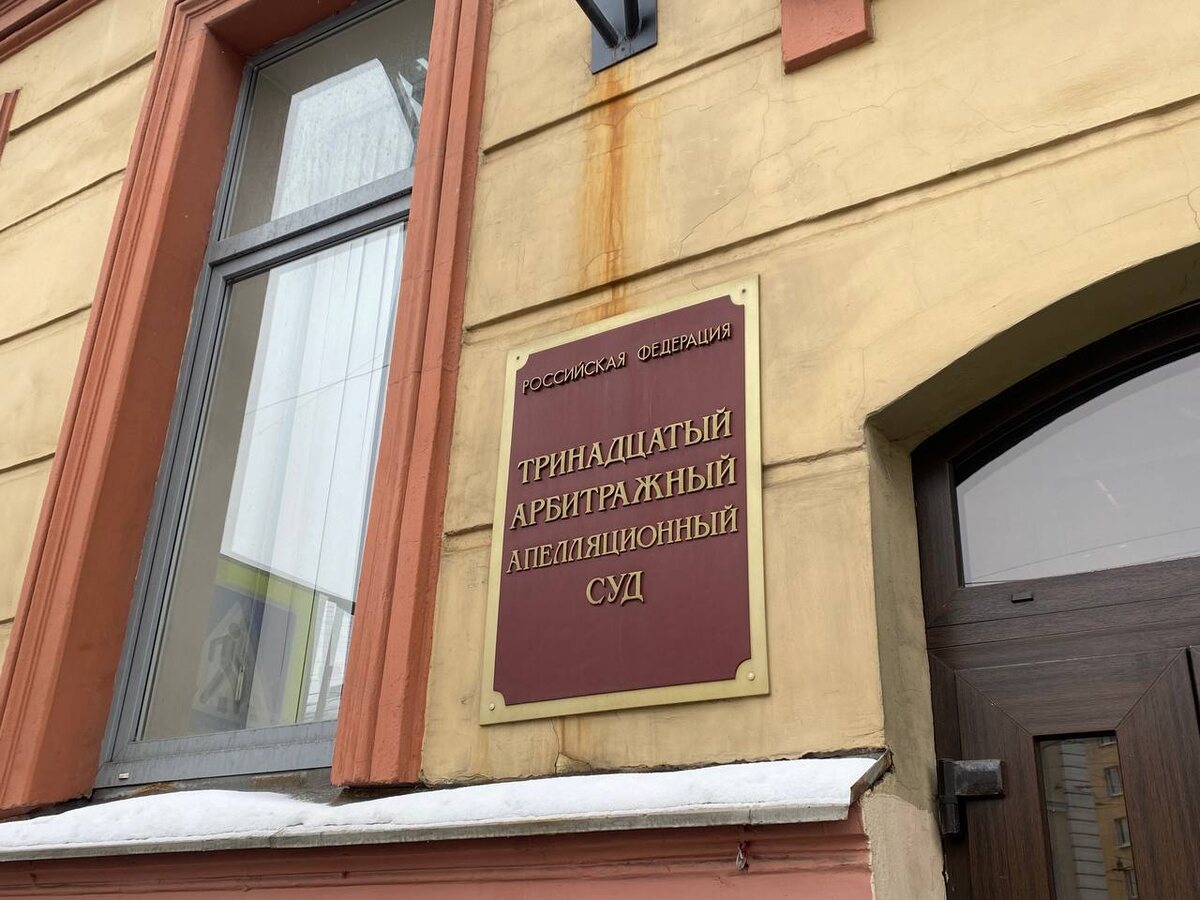 РОССИЙСКАЯ ФЕДЕРАЦИЯ
ТРИНАДЦАТЫЙ
АРБИТРАЖНЫЙ
АПЕЛЛЯЦИОННЫЙ
СУД